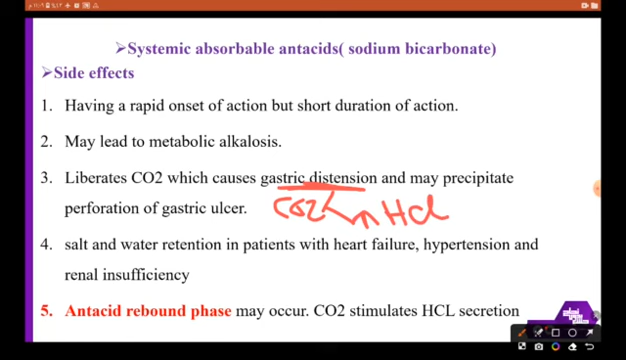 ➢Systemic absorbable antacids( sodium bicarbonate)
➢Side effects
1. Having a rapid onset of action but short duration of action.
2. May lead to metabolic alkalosis.
3. Liberates CO2 which causes gastric distension and may precipitate
perforation of gastric ulcer.
CO2 ↑ HCl
4. salt and water retention in patients with heart failure, hypertension and
renal insufficiency
5. Antacid rebound phase may occur. CO2 stimulates HCL secretion